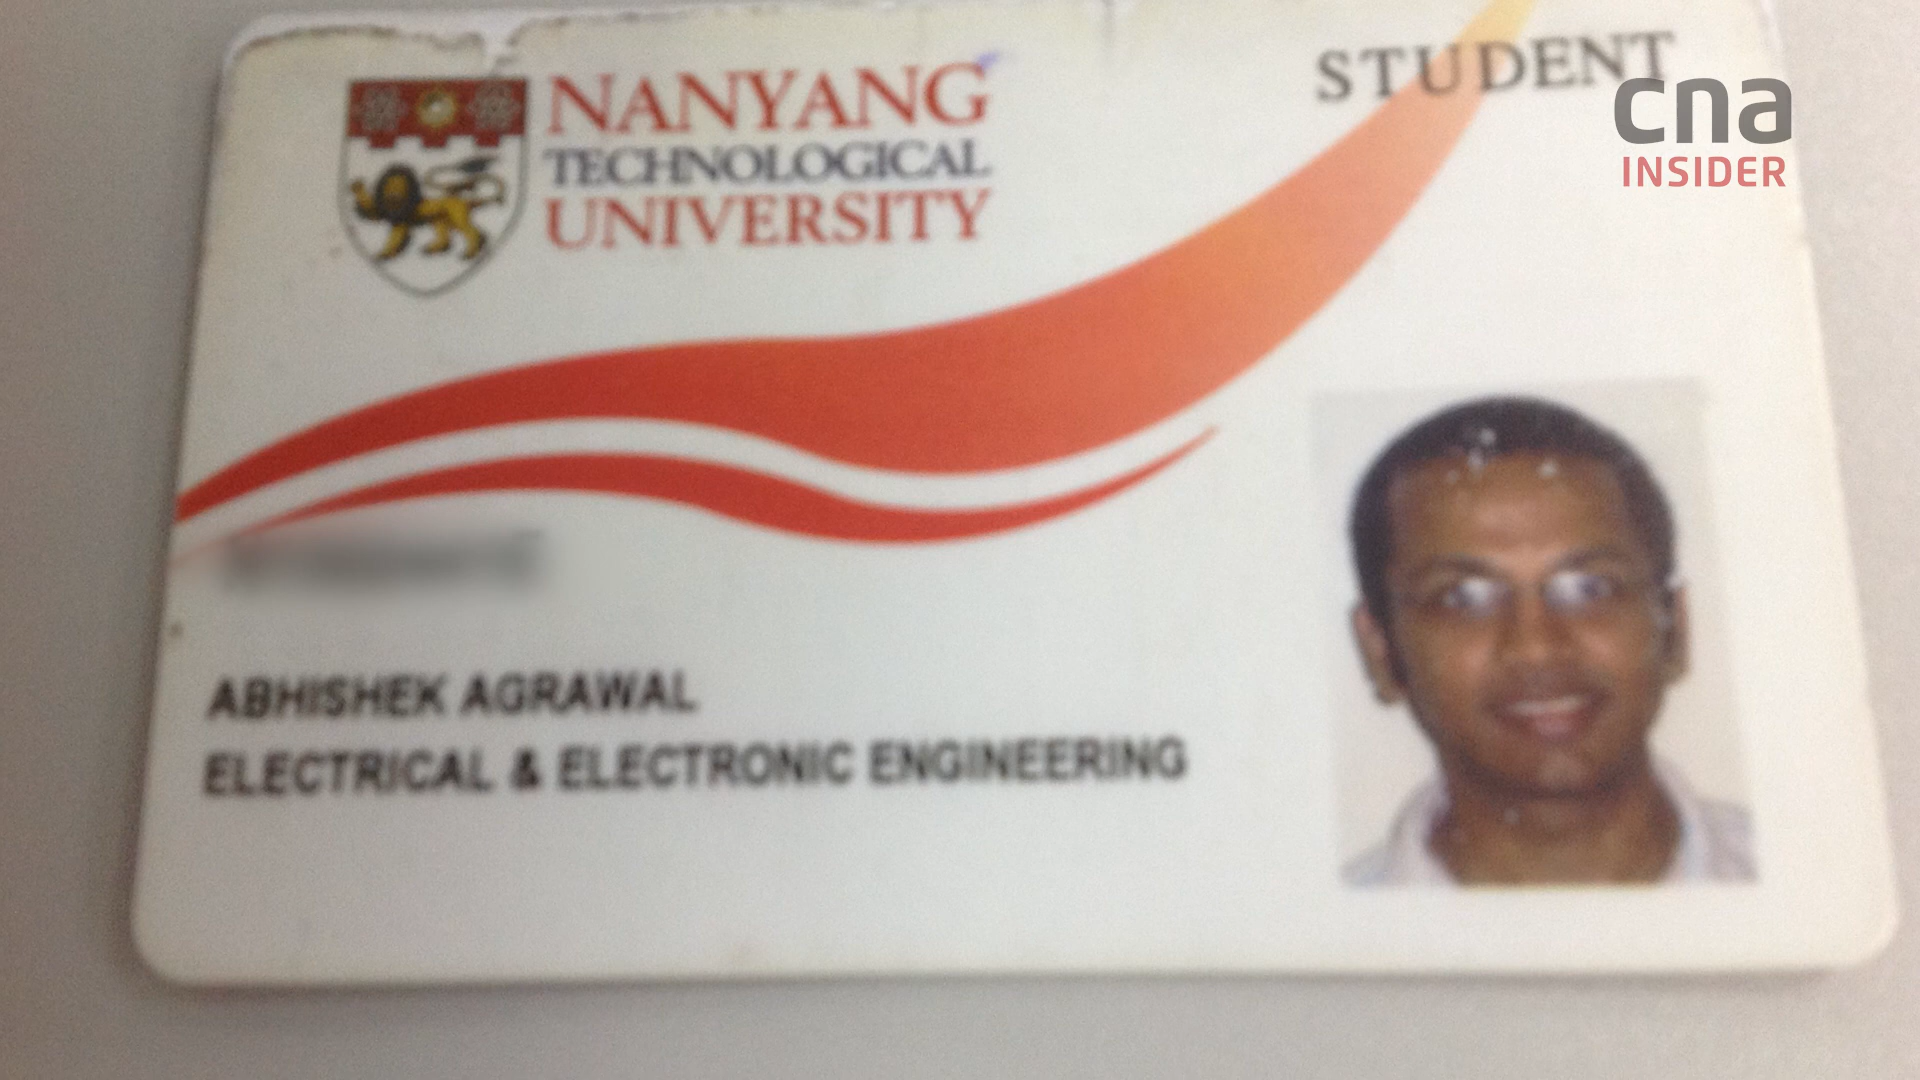 NANYANG
TECHNOLOGICAL
UNIVERSITY
STUDENT
cna
INSIDER
ABHISHEK AGRAWAL
ELECTRICAL & ELECTRONIC ENGINEERING